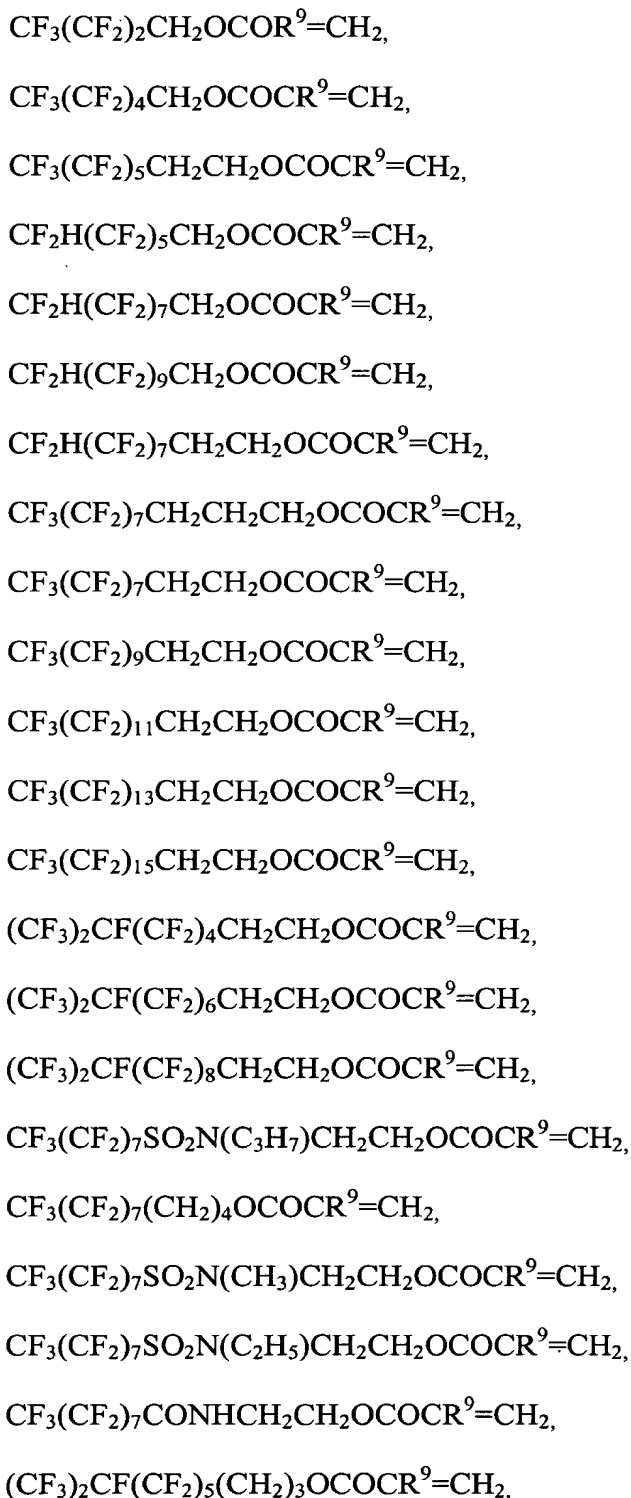 CF₃(CF₂)₂CH₂OCOR⁹=CH₂,
CF₃(CF₂)₄CH₂OCOCR⁹=CH₂,
CF₃(CF₂)₅CH₂CH₂OCOCR⁹=CH₂,
CF₂H(CF₂)₅CH₂OCOCR⁹=CH₂,
CF₂H(CF₂)₇CH₂OCOCR⁹=CH₂,
CF₂H(CF₂)₉CH₂OCOCR⁹=CH₂,
CF₂H(CF₂)₇CH₂CH₂OCOCR⁹=CH₂,
CF₃(CF₂)₇CH₂CH₂CH₂OCOCR⁹=CH₂,
CF₃(CF₂)₇CH₂CH₂OCOCR⁹=CH₂,
CF₃(CF₂)₉CH₂CH₂OCOCR⁹=CH₂,
CF₃(CF₂)₁₁CH₂CH₂OCOCR⁹=CH₂,
CF₃(CF₂)₁₃CH₂CH₂OCOCR⁹=CH₂,
CF₃(CF₂)₁₅CH₂CH₂OCOCR⁹=CH₂,
(CF₃)₂CF(CF₂)₄CH₂CH₂OCOCR⁹=CH₂,
(CF₃)₂CF(CF₂)₆CH₂CH₂OCOCR⁹=CH₂,
(CF₃)₂CF(CF₂)₈CH₂CH₂OCOCR⁹=CH₂,
CF₃(CF₂)₇SO₂N(C₃H₇)CH₂CH₂OCOCR⁹=CH₂,
CF₃(CF₂)₇(CH₂)₄OCOCR⁹=CH₂,
CF₃(CF₂)₇SO₂N(CH₃)CH₂CH₂OCOCR⁹=CH₂,
CF₃(CF₂)₇SO₂N(C₂H₅)CH₂CH₂OCOCR⁹=CH₂,
CF₃(CF₂)₇CONHCH₂CH₂OCOCR⁹=CH₂,
(CF₃)₂CF(CF₂)₅(CH₂)₃OCOCR⁹=CH₂,